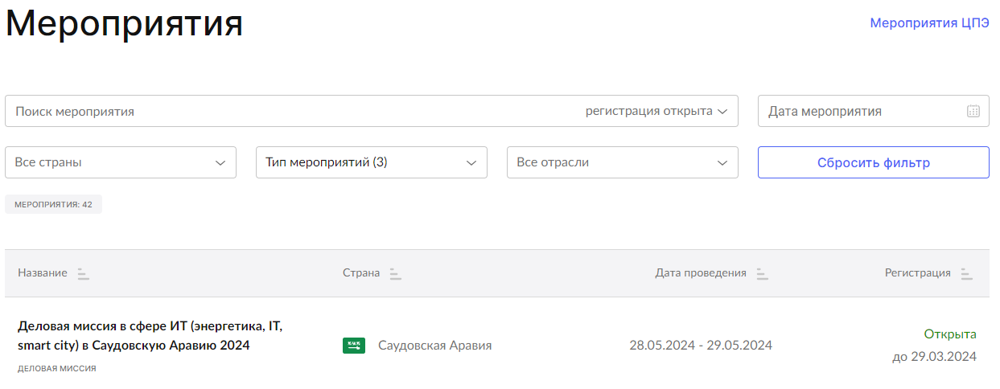 Мероприятия
Мероприятия ЦПЭ
Поиск мероприятия
регистрация открыта
Дата мероприятия
Все страны
Тип мероприятий (3)
Все отрасли
Сбросить фильтр
МЕРОПРИЯТИЯ: 42
Название
Страна
Дата проведения
Регистрация
Деловая миссия в сфере ИТ (энергетика, IT,
smart city) в Саудовскую Аравию 2024
ДЕЛОВАЯ МИССИЯ
Саудовская Аравия
28.05.2024 - 29.05.2024
Открыта
до 29.03.2024